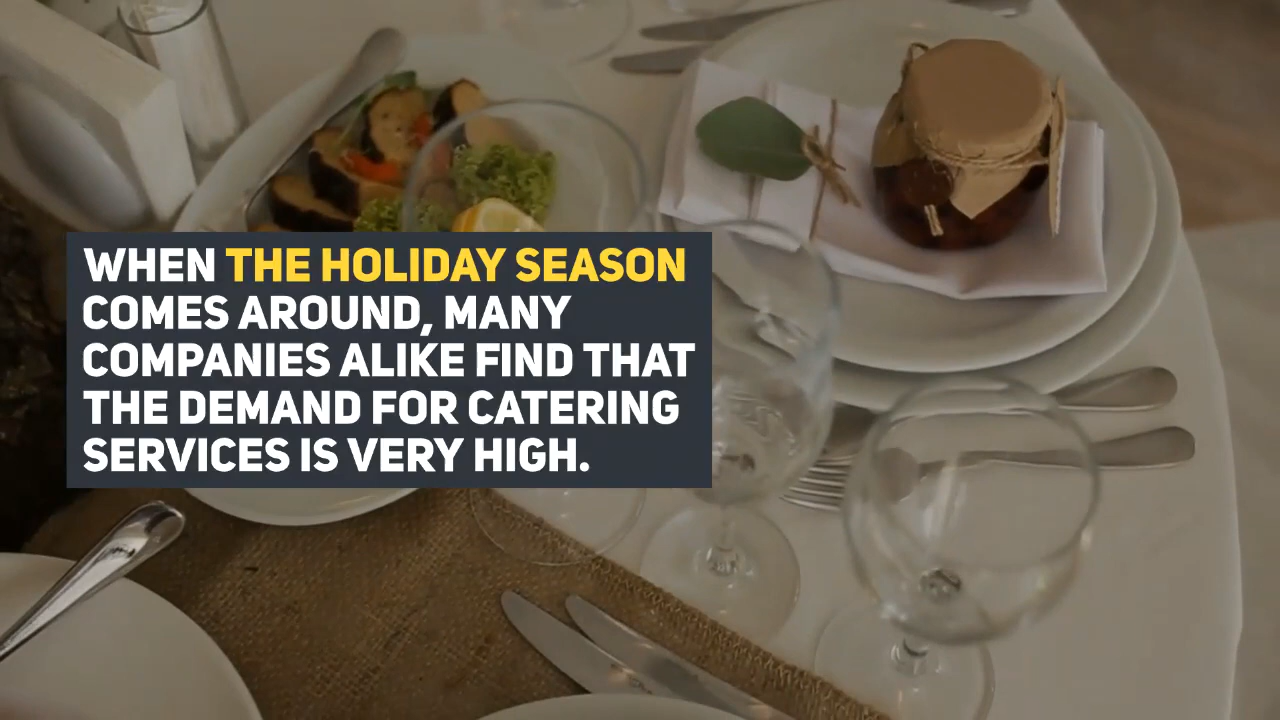 WHEN THE HOLIDAY SEASON
COMES AROUND, MANY
COMPANIES ALIKE FIND THAT
THE DEMAND FOR CATERING
SERVICES IS VERY HIGH.